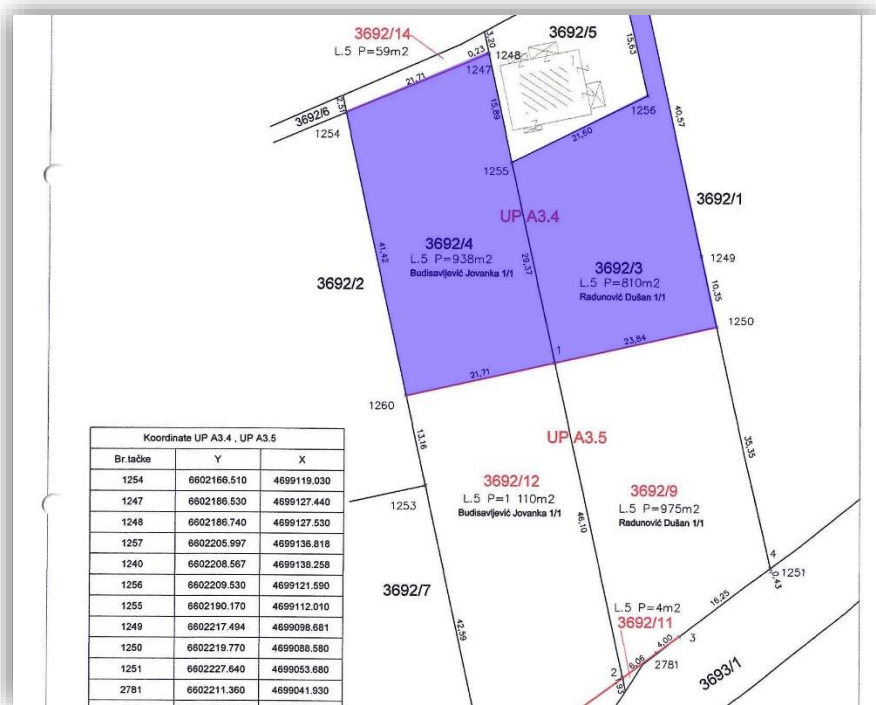 3692/14
L.5 P=59m2
3,20
0,23
1248
3692/5
15,63
1247
21,71
2,51
3692/6
1254
15,89
1256
40,57
21,60
1255
3692/1
UP A3.4
3692/4
L.5 P=938m2
Budisavljević Jovanka 1/1
41,42
29,37
3692/3
L.5 P=810m2
Radunović Dušan 1/1
1249
3692/2
10,35
1250
23,84
1
21,71
1260
13,16
UP A3.5
35,35
3692/12
L.5 P=1 110m2
Budisavljević Jovanka 1/1
3692/9
L.5 P=975m2
Radunović Dušan 1/1
1253
46,10
4
1251
0,43
3692/7
16,25
L.5 P=4m2
3692/11
42,59
4,00
3
6,06
2781
2
1,93
3693/1
Koordinate UP A3.4 , UP A3.5
Br.tačke Y X
1254 6602166.510 4699119.030
1247 6602186.530 4699127.440
1248 6602186.740 4699127.530
1257 6602205.997 4699136.818
1240 6602208.567 4699138.258
1256 6602209.530 4699121.590
1255 6602190.170 4699112.010
1249 6602217.494 4699098.681
1250 6602219.770 4699088.580
1251 6602227.640 4699053.680
2781 6602211.360 4699041.930